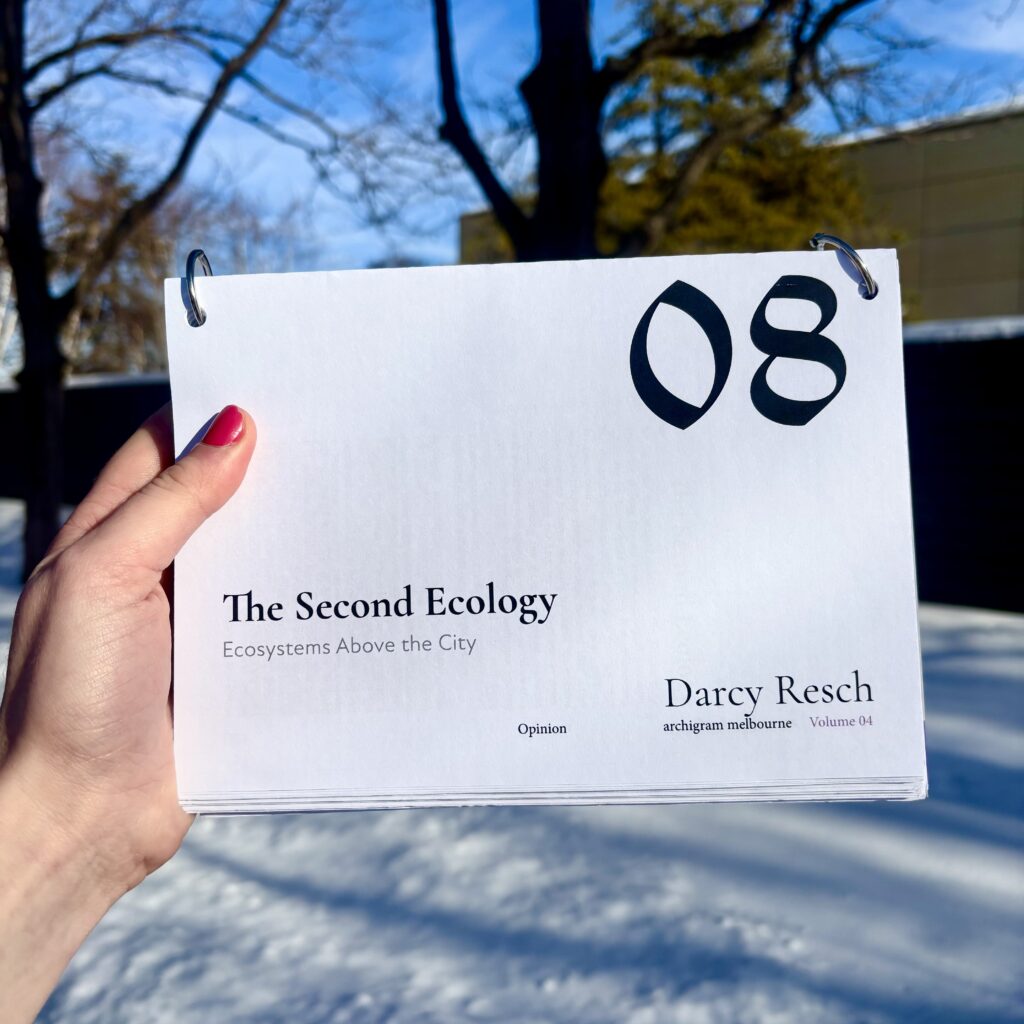 08
The Second Ecology
Ecosystems Above the City
Darcy Resch
Opinion
archigram melbourne Volume 04